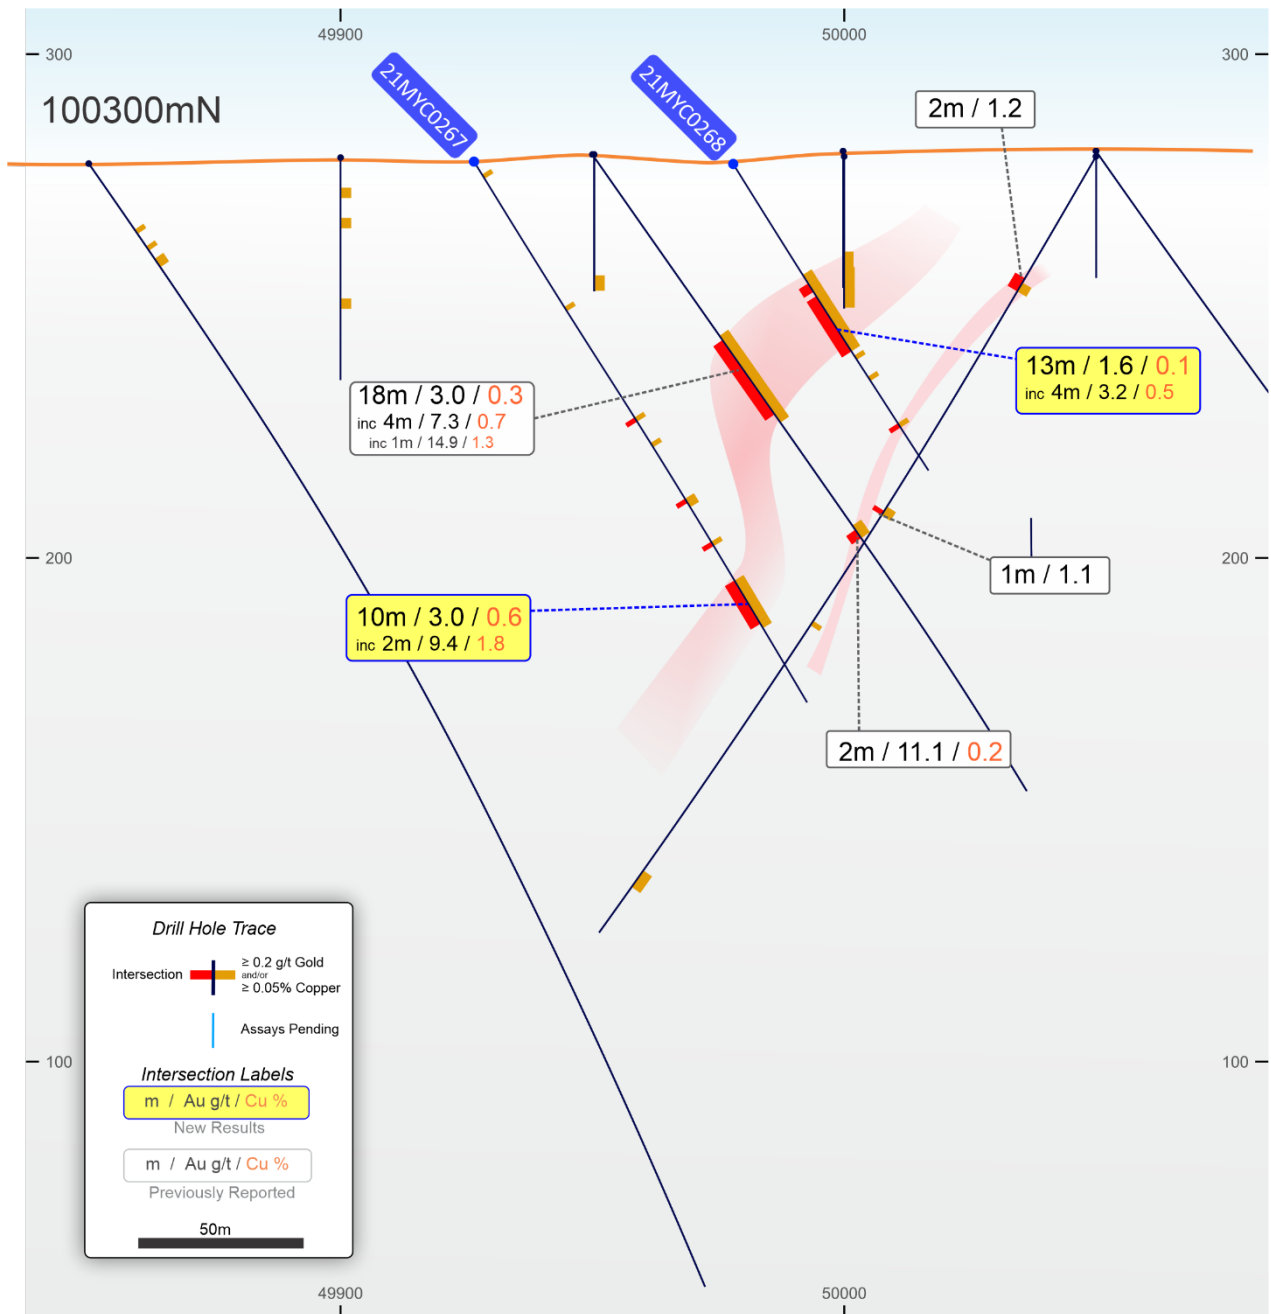 49900
50000
300
300
100300mN
21MYC0267
21MYC0268
2m / 1.2
18m / 3.0 / 0.3
inc 4m / 7.3 / 0.7
inc 1m / 14.9 / 1.3
13m / 1.6 / 0.1
inc 4m / 3.2 / 0.5
200
200
1m / 1.1
10m / 3.0 / 0.6
inc 2m / 9.4 / 1.8
2m / 11.1 / 0.2
Drill Hole Trace
Intersection
≥ 0.2 g/t Gold
and/or
≥ 0.05% Copper
Assays Pending
Intersection Labels
m / Au g/t / Cu %
New Results
m / Au g/t / Cu %
Previously Reported
50m
100
100
49900
50000